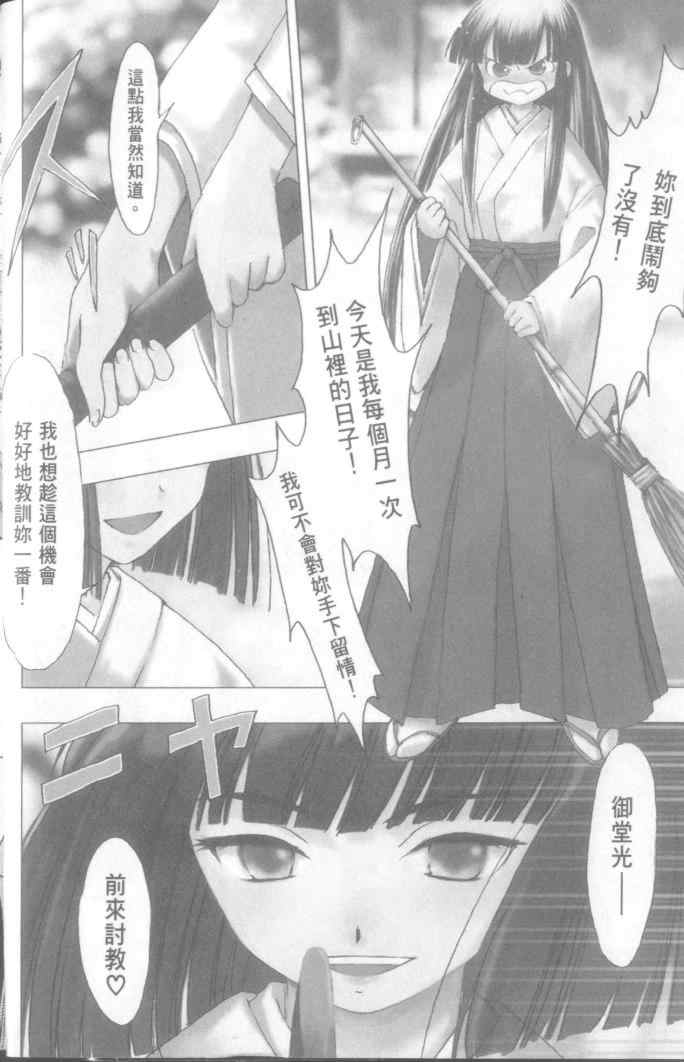 妳到底鬧夠
了沒有！
今天是我每個月一次
到山裡的日子！
我可不會對妳手下留情！
這點我當然知道。
我也想趁這個機會
好好地教訓妳一番！
ニヤ
御堂光——
前來討教♡